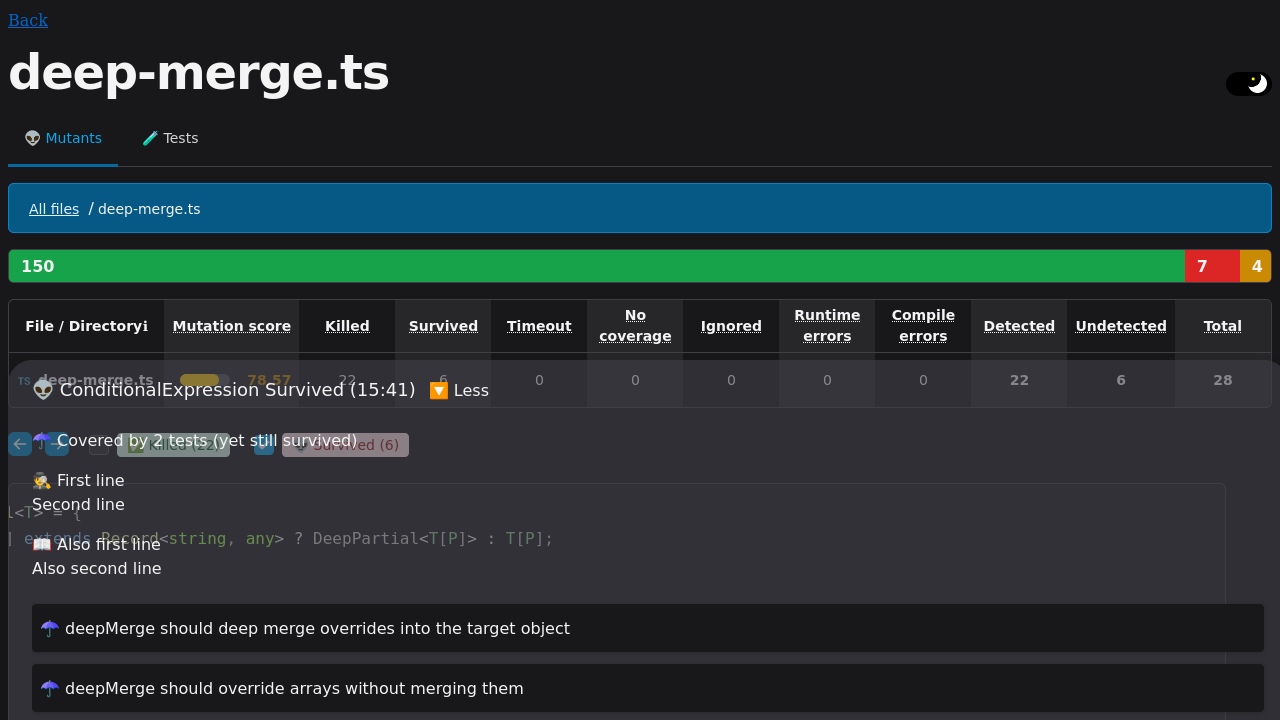 Back
deep-merge.ts
👽 Mutants 🧪 Tests
All files / deep-merge.ts
150 7 4
File / Directoryℹ Mutation score Killed Survived Timeout No coverage Ignored Runtime errors Compile errors Detected Undetected Total
TS deep-merge.ts 78.57 22 6 0 0 0 0 0 22 6 28
👽 ConditionalExpression Survived (15:41) 🔽 Less
← → Killed (22) Survived (6)
☂️ Covered by 2 tests (yet still survived)
🕵️ First line
Second line
<T> = {
] extends Record<string, any> ? DeepPartial<T[P]> : T[P];
📖 Also first line
Also second line
☂️ deepMerge should deep merge overrides into the target object
☂️ deepMerge should override arrays without merging them